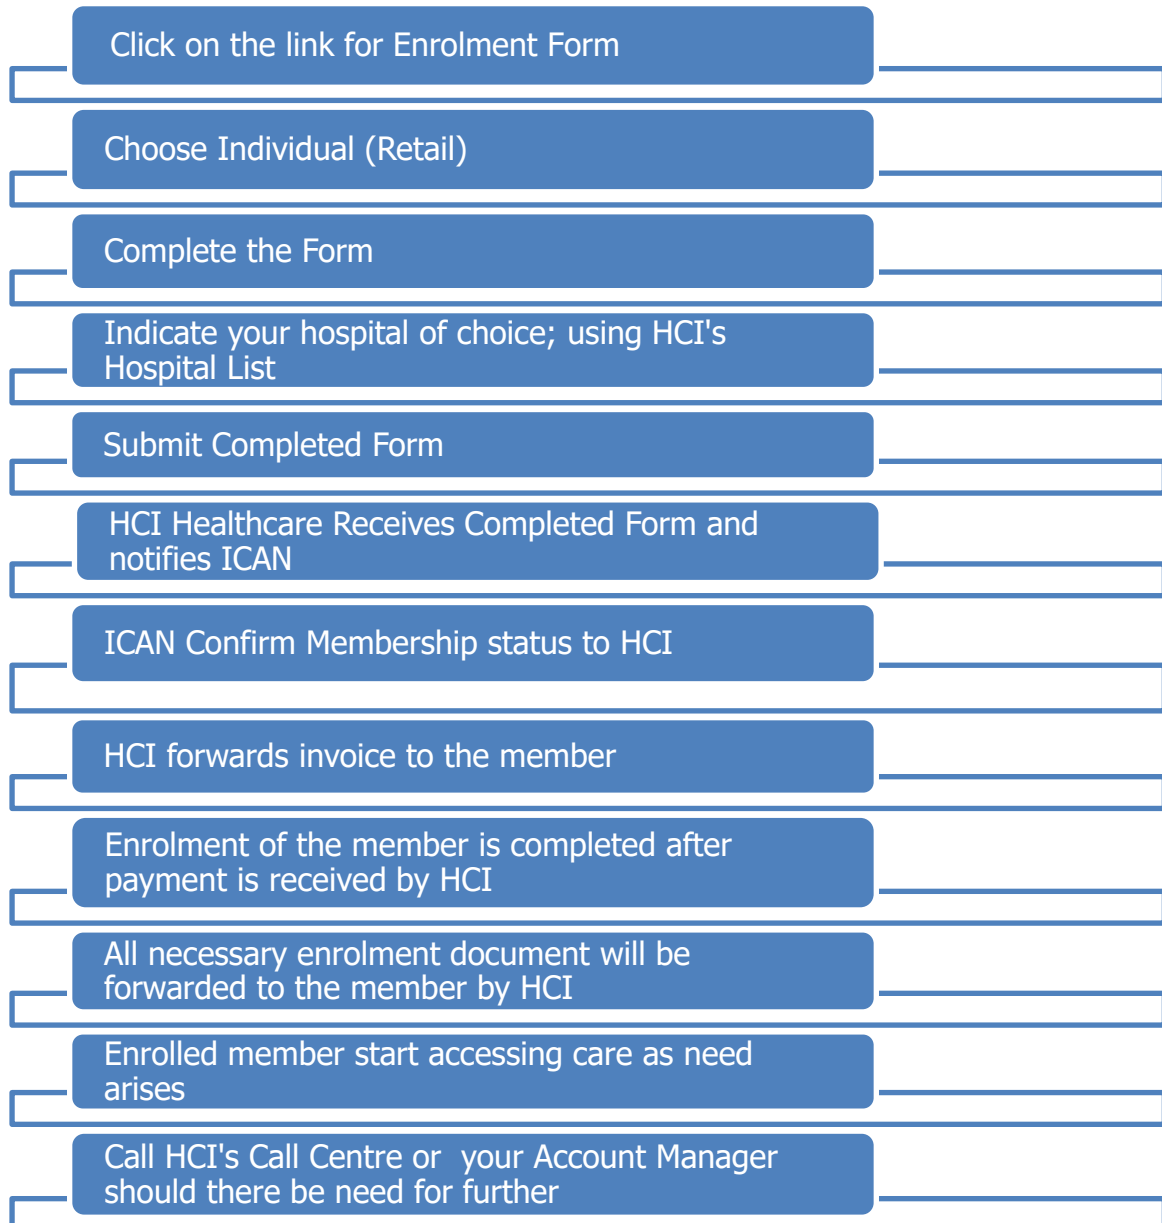 Click on the link for Enrolment Form
Choose Individual (Retail)
Complete the Form
Indicate your hospital of choice; using HCI's
Hospital List
Submit Completed Form
HCI Healthcare Receives Completed Form and
notifies ICAN
ICAN Confirm Membership status to HCI
HCI forwards invoice to the member
Enrolment of the member is completed after
payment is received by HCI
All necessary enrolment document will be
forwarded to the member by HCI
Enrolled member start accessing care as need
arises
Call HCI's Call Centre or  your Account Manager
should there be need for further